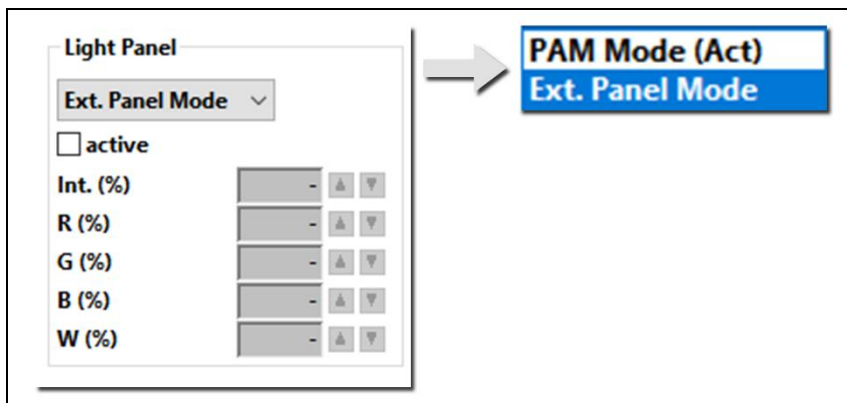 Light Panel
Ext. Panel Mode
active
Int. (%) -
R (%) -
G (%) -
B (%) -
W (%) -
PAM Mode (Act)
Ext. Panel Mode